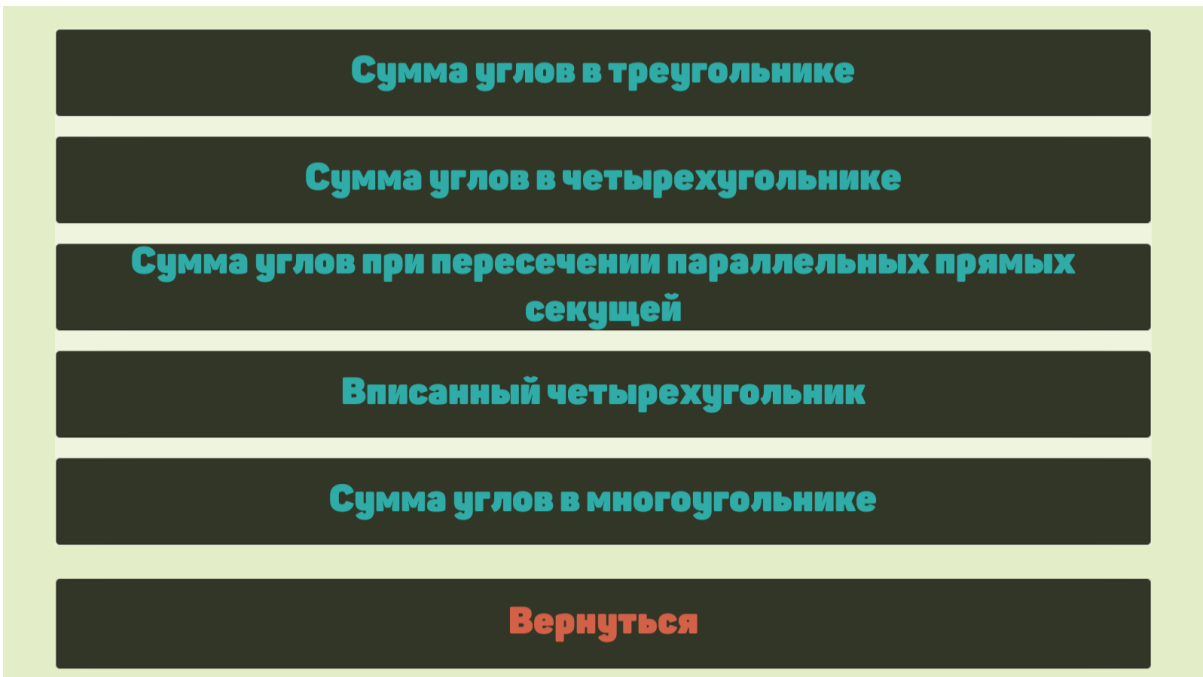 Сумма углов в треугольнике
Сумма углов в четырехугольнике
Сумма углов при пересечении параллельных прямых
секущей
Вписанный четырехугольник
Сумма углов в многоугольнике
Вернуться